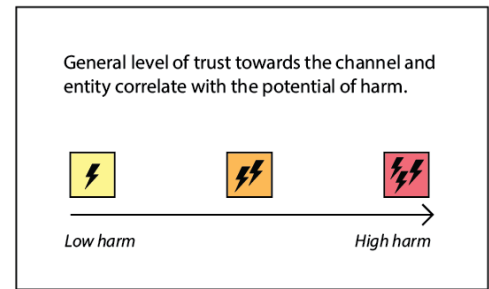 General level of trust towards the channel and
entity correlate with the potential of harm.
Low harm
High harm